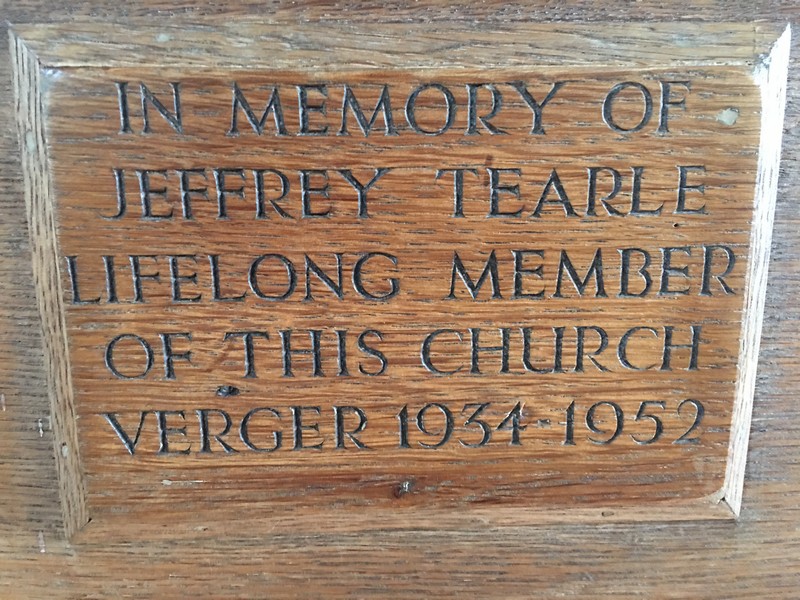 IN MEMORY OF
JEFFREY TEARLE
LIFELONG MEMBER
OF THIS CHURCH
VERGER 1934-1952